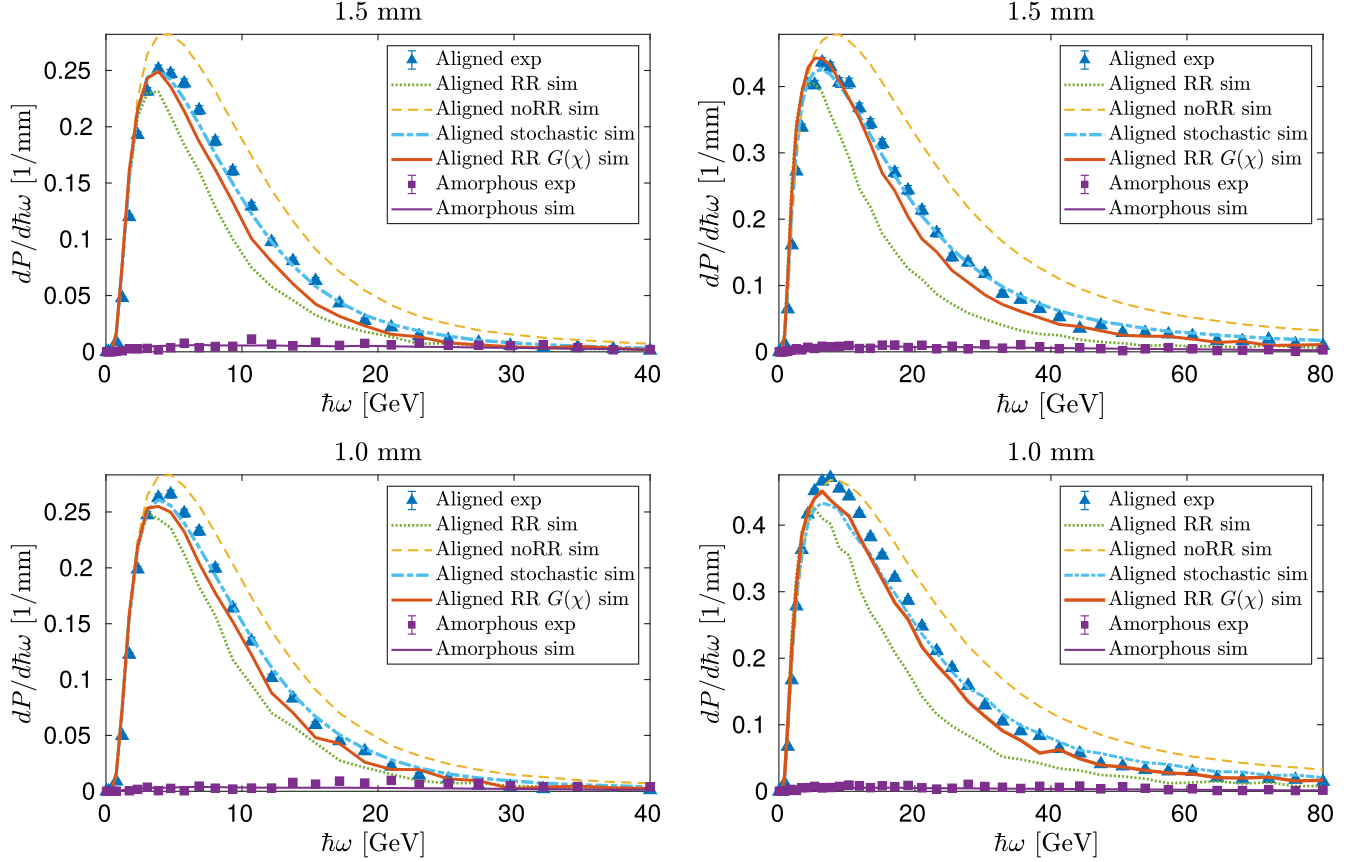 1.5 mm
dP/dħω [1/mm]
0.25
0.2
0.15
0.1
0.05
0
Aligned exp
Aligned RR sim
Aligned noRR sim
Aligned stochastic sim
Aligned RR G(χ) sim
Amorphous exp
Amorphous sim
0 10 20 30 40
ħω [GeV]
1.5 mm
dP/dħω [1/mm]
0.4
0.3
0.2
0.1
0
Aligned exp
Aligned RR sim
Aligned noRR sim
Aligned stochastic sim
Aligned RR G(χ) sim
Amorphous exp
Amorphous sim
0 20 40 60 80
ħω [GeV]
1.0 mm
dP/dħω [1/mm]
0.25
0.2
0.15
0.1
0.05
0
Aligned exp
Aligned RR sim
Aligned noRR sim
Aligned stochastic sim
Aligned RR G(χ) sim
Amorphous exp
Amorphous sim
0 10 20 30 40
ħω [GeV]
1.0 mm
dP/dħω [1/mm]
0.4
0.3
0.2
0.1
0
Aligned exp
Aligned RR sim
Aligned noRR sim
Aligned stochastic sim
Aligned RR G(χ) sim
Amorphous exp
Amorphous sim
0 20 40 60 80
ħω [GeV]